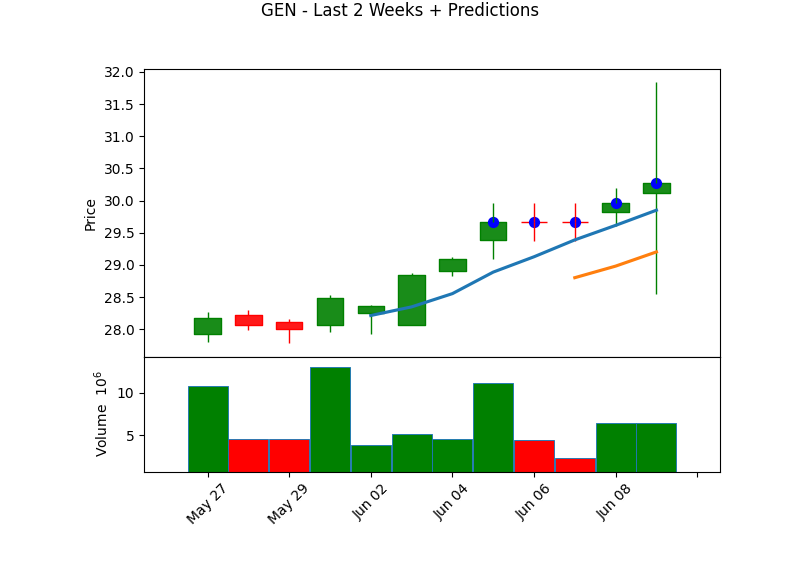 GEN - Last 2 Weeks + Predictions
Price
32.0
31.5
31.0
30.5
30.0
29.5
29.0
28.5
28.0
Volume 10^6
10
5
May 27
May 29
Jun 02
Jun 04
Jun 06
Jun 08